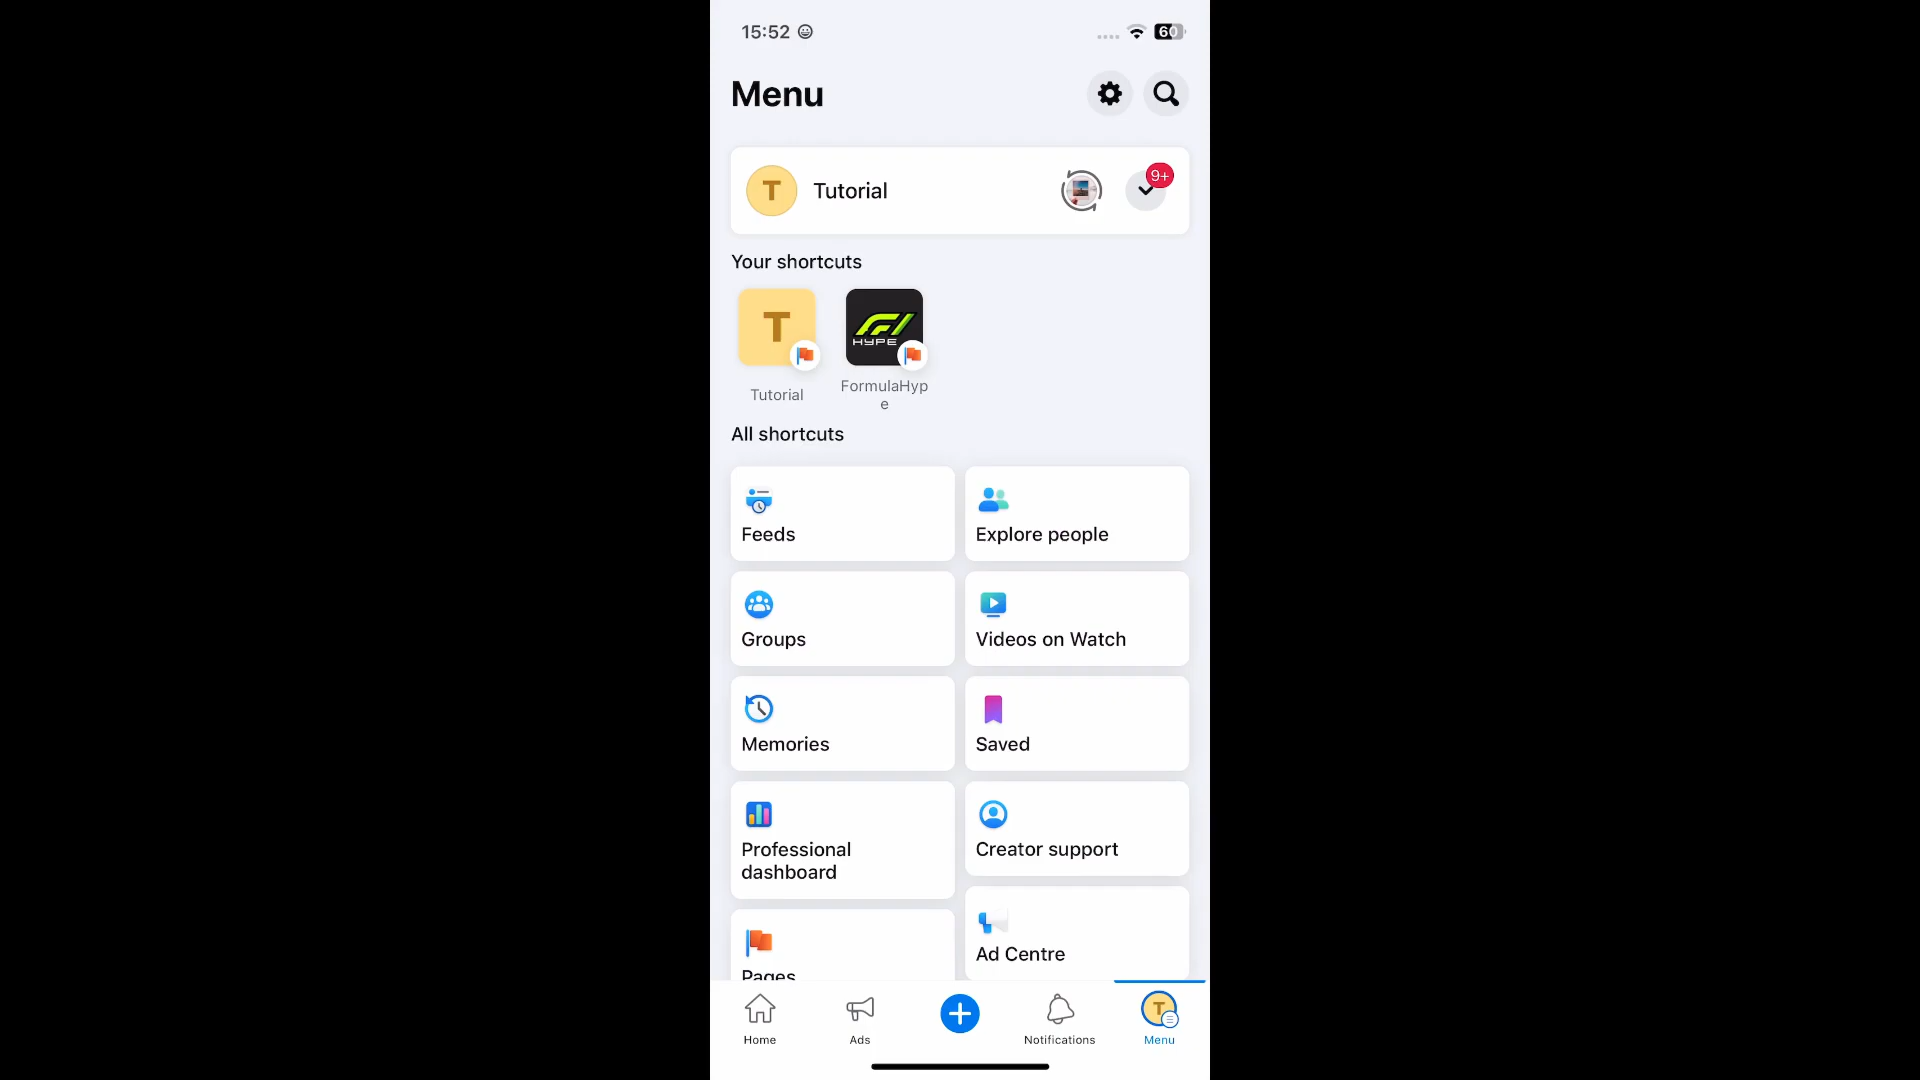 15:52
60
Menu
T
Tutorial
9+
Your shortcuts
T
HYPE
Tutorial
FormulaHyp
e
All shortcuts
Feeds
Explore people
Groups
Videos on Watch
Memories
Saved
Professional
dashboard
Creator support
Ad Centre
Pages
T
Home
Ads
Notifications
Menu